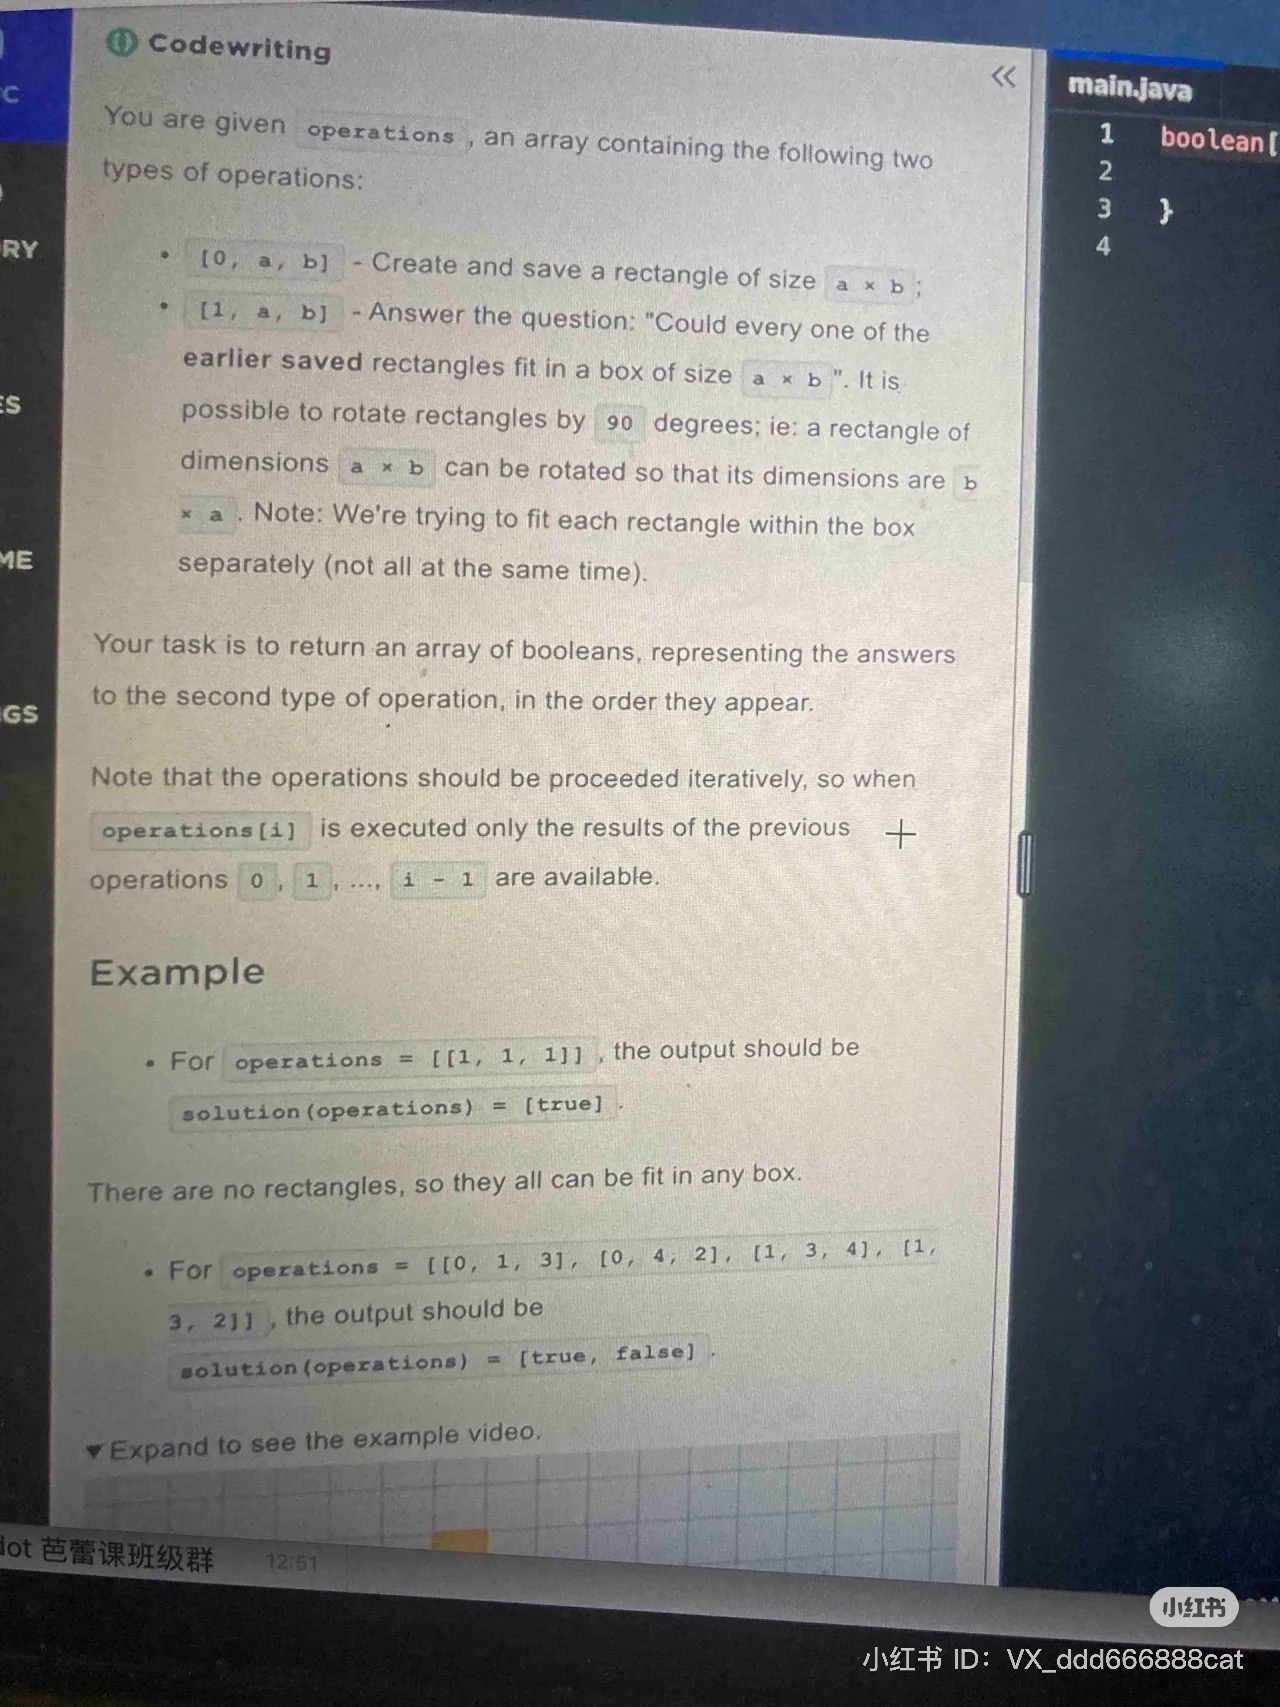 Codewriting
main.java
C
You are given operations , an array containing the following two
types of operations:
1 boolean[
2
3 }
4
RY
• [0, a, b] - Create and save a rectangle of size a × b ;
• [1, a, b] - Answer the question: "Could every one of the
earlier saved rectangles fit in a box of size a × b ". It is
possible to rotate rectangles by 90 degrees; ie: a rectangle of
dimensions a × b can be rotated so that its dimensions are b
× a . Note: We're trying to fit each rectangle within the box
separately (not all at the same time).
ES
ME
Your task is to return an array of booleans, representing the answers
to the second type of operation, in the order they appear.
GS
Note that the operations should be proceeded iteratively, so when
operations[i] is executed only the results of the previous
operations 0 , 1 , ..., i - 1 are available.
Example
• For operations = [[1, 1, 1]] , the output should be
solution(operations) = [true] .
There are no rectangles, so they all can be fit in any box.
• For operations = [[0, 1, 3], [0, 4, 2], [1, 3, 4], [1,
3, 2]] , the output should be
solution(operations) = [true, false] .
▼ Expand to see the example video.
lot 芭蕾课班级群 12:51
小红书
小红书 ID: VX_ddd666888cat